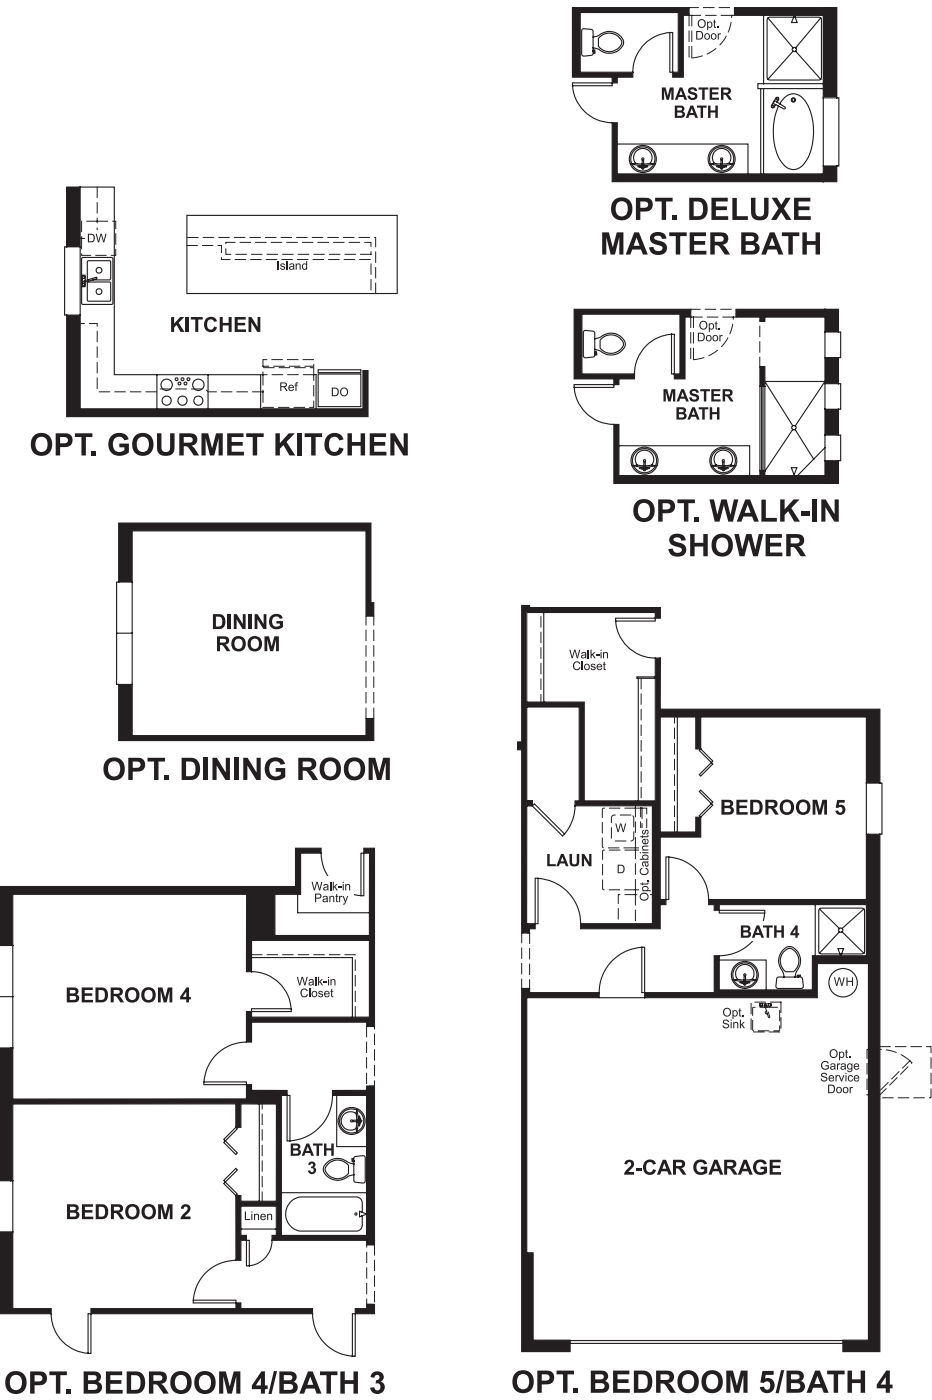 Opt.
Door
MASTER
BATH
OPT. DELUXE
MASTER BATH
DW
Island
KITCHEN
Ref
DO
OPT. GOURMET KITCHEN
Opt.
Door
MASTER
BATH
OPT. WALK-IN
SHOWER
DINING
ROOM
OPT. DINING ROOM
Walk-in
Pantry
Walk-in
Closet
BEDROOM 4
BATH
3
BEDROOM 2
Linen
OPT. BEDROOM 4/BATH 3
Walk-in
Closet
BEDROOM 5
W
LAUN
D
Opt. Cabinets
BATH 4
WH
Opt.
Sink
Opt.
Garage
Service
Door
2-CAR GARAGE
OPT. BEDROOM 5/BATH 4